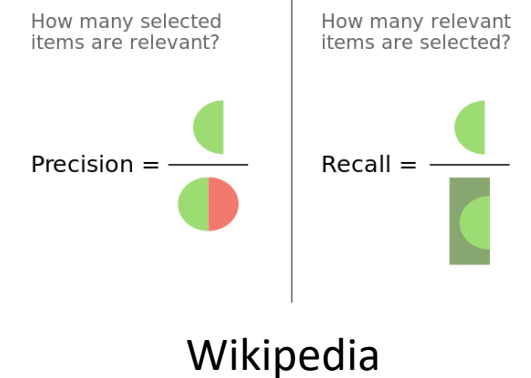 How many selected
items are relevant?
Precision =
How many relevant
items are selected?
Recall =
Wikipedia